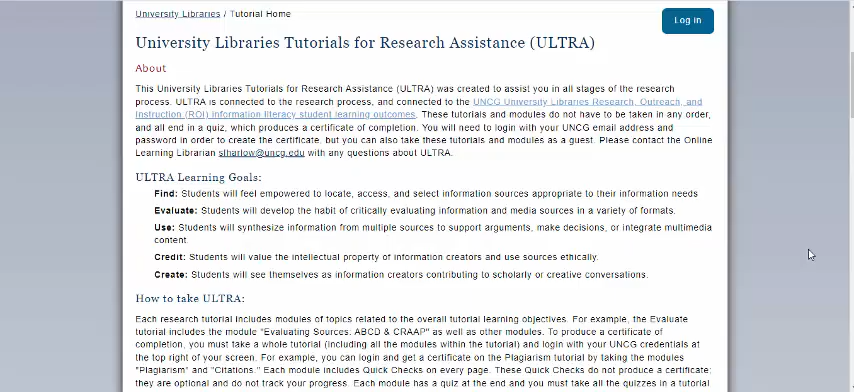 University Libraries / Tutorial Home
Log in
University Libraries Tutorials for Research Assistance (ULTRA)
About
This University Libraries Tutorials for Research Assistance (ULTRA) was created to assist you in all stages of the research
process. ULTRA is connected to the research process, and connected to the UNCG University Libraries Research, Outreach, and
Instruction (ROI) information literacy student learning outcomes. These tutorials and modules do not have to be taken in any order,
and all end in a quiz, which produces a certificate of completion. You will need to login with your UNCG email address and
password in order to create the certificate, but you can also take these tutorials and modules as a guest. Please contact the Online
Learning Librarian slharlow@uncg.edu with any questions about ULTRA.
ULTRA Learning Goals:
Find: Students will feel empowered to locate, access, and select information sources appropriate to their information needs
Evaluate: Students will develop the habit of critically evaluating information and media sources in a variety of formats.
Use: Students will synthesize information from multiple sources to support arguments, make decisions, or integrate multimedia
content.
Credit: Students will value the intellectual property of information creators and use sources ethically.
Create: Students will see themselves as information creators contributing to scholarly or creative conversations.
How to take ULTRA:
Each research tutorial includes modules of topics related to the overall tutorial learning objectives. For example, the Evaluate
tutorial includes the module "Evaluating Sources: ABCD & CRAAP" as well as other modules. To produce a certificate of
completion, you must take a whole tutorial (including all the modules within the tutorial) and login with your UNCG credentials at
the top right of your screen. For example, you can login and get a certificate on the Plagiarism tutorial by taking the modules
"Plagiarism" and "Citations." Each module includes Quick Checks on every page. These Quick Checks do not produce a certificate;
they are optional and do not track your progress. Each module has a quiz at the end and you must take all the quizzes in a tutorial